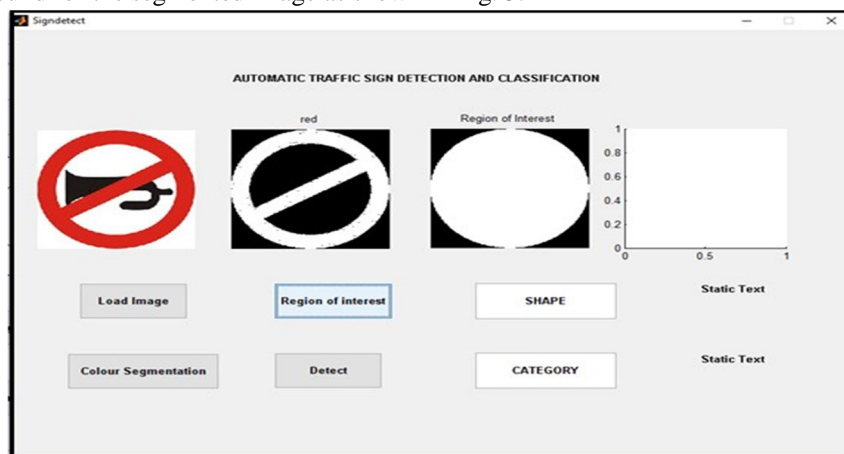 Signdetect
AUTOMATIC TRAFFIC SIGN DETECTION AND CLASSIFICATION
red
Region of Interest
1
0.8
0.6
0.4
0.2
0
0 0.5 1
Load Image
Region of interest
SHAPE
Static Text
Colour Segmentation
Detect
CATEGORY
Static Text